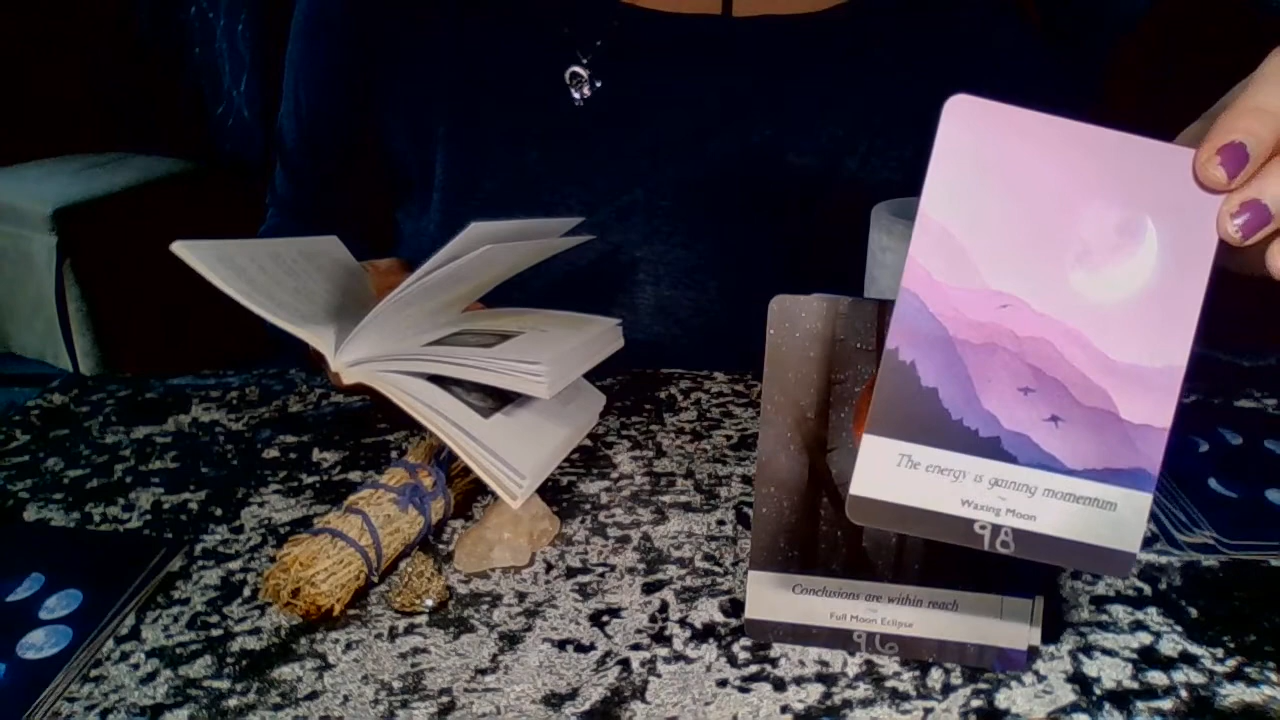 The energy is gaining momentum
Waxing Moon
98
Conclusions are within reach
Full Moon Eclipse
96